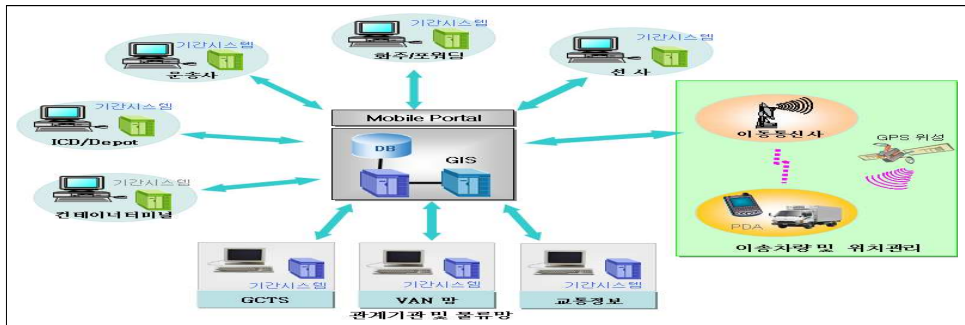 기간시스템
운송사
기간시스템
화주/포워딩
기간시스템
선 사
기간시스템
ICD/Depot
기간시스템
컨테이너터미널
Mobile Portal
DB
GIS
이동통신사
GPS 위성
PDA
이송차량 및 위치관리
기간시스템
GCTS
기간시스템
VAN 망
기간시스템
교통정보
관계기관 및 물류망